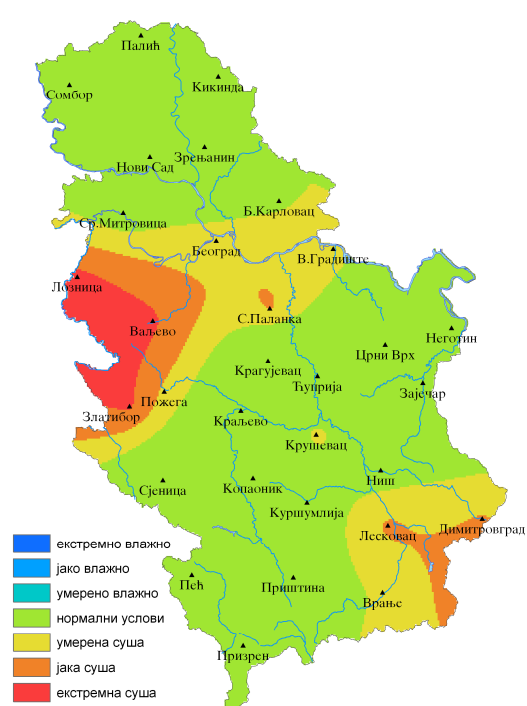 Палић
Кикинда
Сомбор
Зрењанин
Нови Сад
Б.Карловац
Ср.Митровица
Београд
В.Градиште
Лозница
С.Паланка
Ваљево
Неготин
Црни Врх
Крагујевац
Ћуприја
Зајечар
Пожега
Златибор
Краљево
Крушевац
Ниш
Сјеница
Копаоник
Куршумлија
Димитровград
Лесковац
екстремно влажно
јако влажно
Пећ
Приштина
умерено влажно
Врање
нормални услови
умерена суша
Призрен
јака суша
екстремна суша